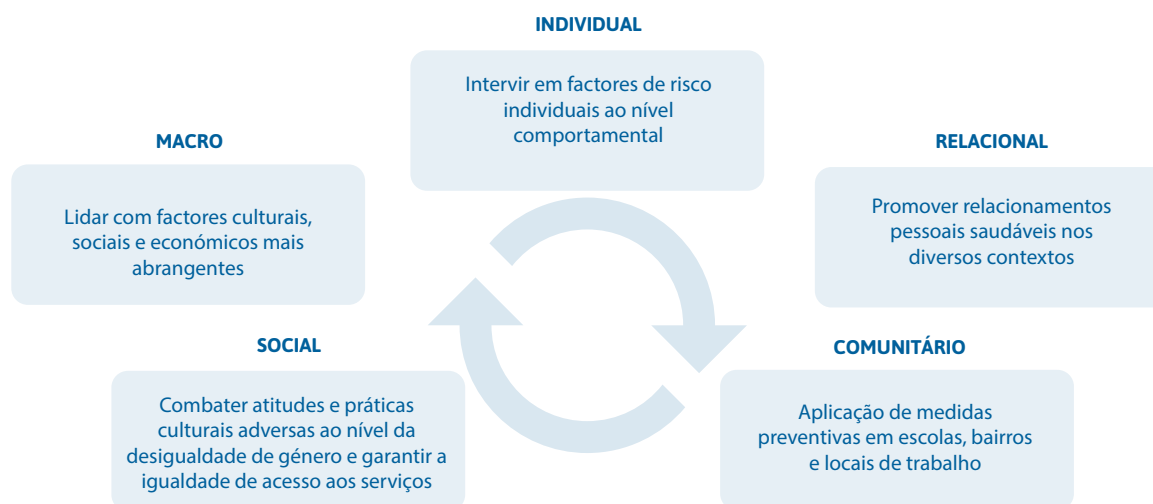 INDIVIDUAL
Intervir em factores de risco
individuais ao nível
comportamental
MACRO
Lidar com factores culturais,
sociais e económicos mais
abrangentes
RELACIONAL
Promover relacionamentos
pessoais saudáveis nos
diversos contextos
SOCIAL
Combater atitudes e práticas
culturais adversas ao nível da
desigualdade de género e garantir a
igualdade de acesso aos serviços
COMUNITÁRIO
Aplicação de medidas
preventivas em escolas, bairros
e locais de trabalho